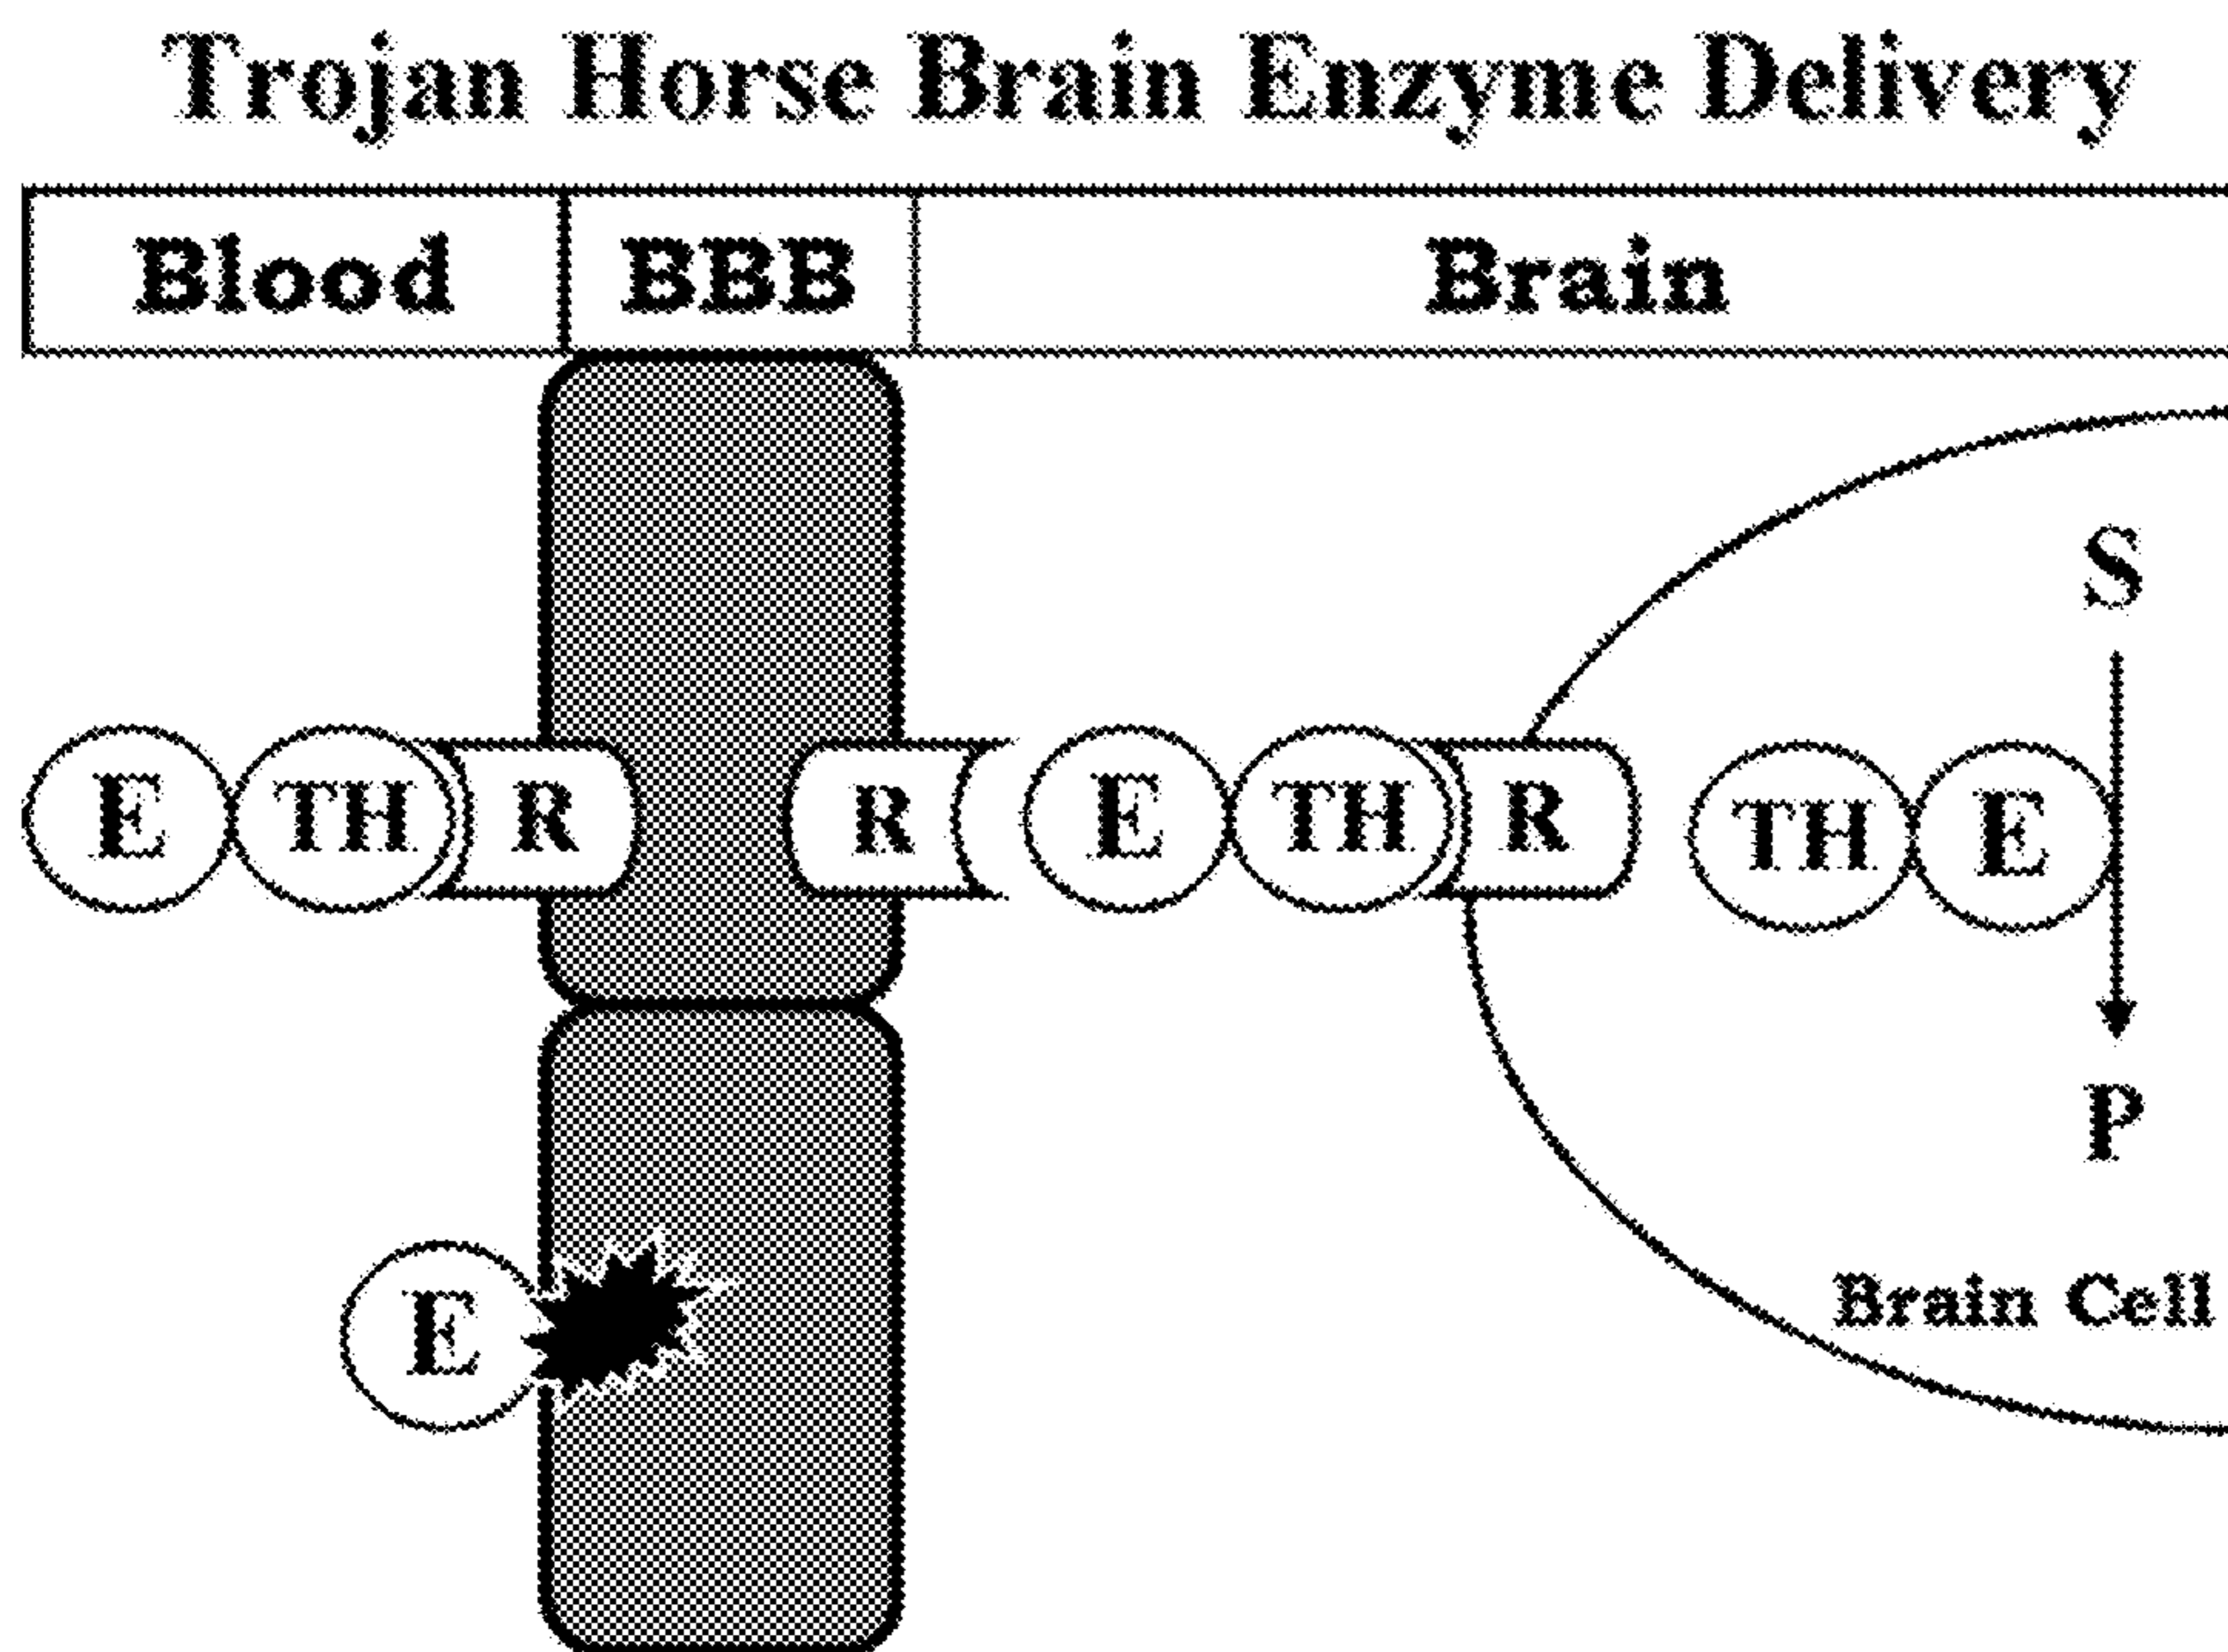 Trojan Horse Brain Enzyme Delivery
Blood BBB Brain
S
E TH R R E TH R TH E
P
Brain Cell
E